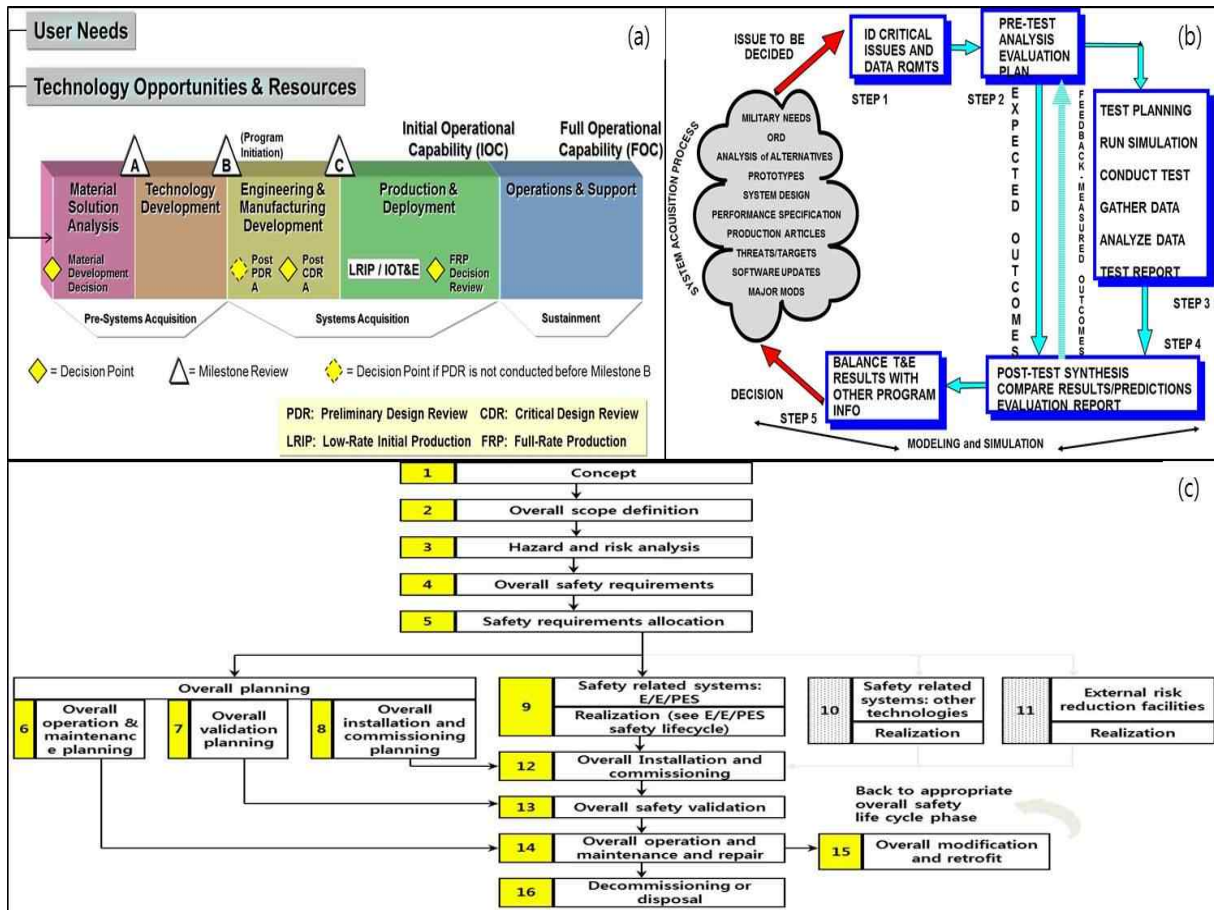 User Needs
(a)
Technology Opportunities & Resources
A
B
(Program
Initiation)
C
Initial Operational
Capability (IOC)
Full Operational
Capability (FOC)
Material
Solution
Analysis
Technology
Development
Engineering &
Manufacturing
Development
Production &
Deployment
Operations & Support
Material
Development
Decision
Post
PDR
A
Post
CDR
A
LRIP / IOT&E
FRP
Decision
Review
Pre-Systems Acquisition
Systems Acquisition
Sustainment
= Decision Point
= Milestone Review
= Decision Point if PDR is not conducted before Milestone B
PDR: Preliminary Design Review CDR: Critical Design Review
LRIP: Low-Rate Initial Production FRP: Full-Rate Production
(b)
ISSUE TO BE
DECIDED
ID CRITICAL
ISSUES AND
DATA RQMTS
STEP 1
PRE-TEST
ANALYSIS
EVALUATION
PLAN
STEP 2
EXPECTED OUTCOMES
FEEDBACK - MEASURED OUTCOMES
TEST PLANNING
RUN SIMULATION
CONDUCT TEST
GATHER DATA
ANALYZE DATA
TEST REPORT
STEP 3
SYSTEM ACQUISITION PROCESS
MILITARY NEEDS
ORD
ANALYSIS of ALTERNATIVES
PROTOTYPES
SYSTEM DESIGN
PERFORMANCE SPECIFICATION
PRODUCTION ARTICLES
THREATS/TARGETS
SOFTWARE UPDATES
MAJOR MODS
STEP 4
POST-TEST SYNTHESIS
COMPARE RESULTS/PREDICTIONS
EVALUATION REPORT
BALANCE T&E
RESULTS WITH
OTHER PROGRAM
INFO
DECISION
STEP 5
MODELING and SIMULATION
(c)
1 Concept
2 Overall scope definition
3 Hazard and risk analysis
4 Overall safety requirements
5 Safety requirements allocation
Overall planning
6 Overall
operation &
maintenanc
e planning
7 Overall
validation
planning
8 Overall
installation and
commissioning
planning
9 Safety related systems:
E/E/PES
Realization (see E/E/PES
safety lifecycle)
10 Safety related
systems: other
technologies
Realization
11 External risk
reduction facilities
Realization
12 Overall Installation and
commissioning
13 Overall safety validation
Back to appropriate
overall safety
life cycle phase
14 Overall operation and
maintenance and repair
15 Overall modification
and retrofit
16 Decommissioning or
disposal